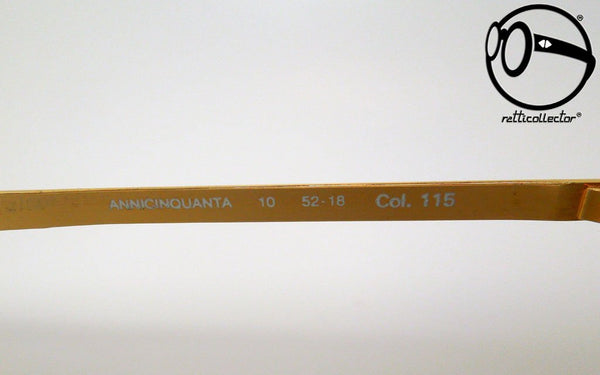 retticollector®
ANNICINQUANTA 10 52-18 Col. 115